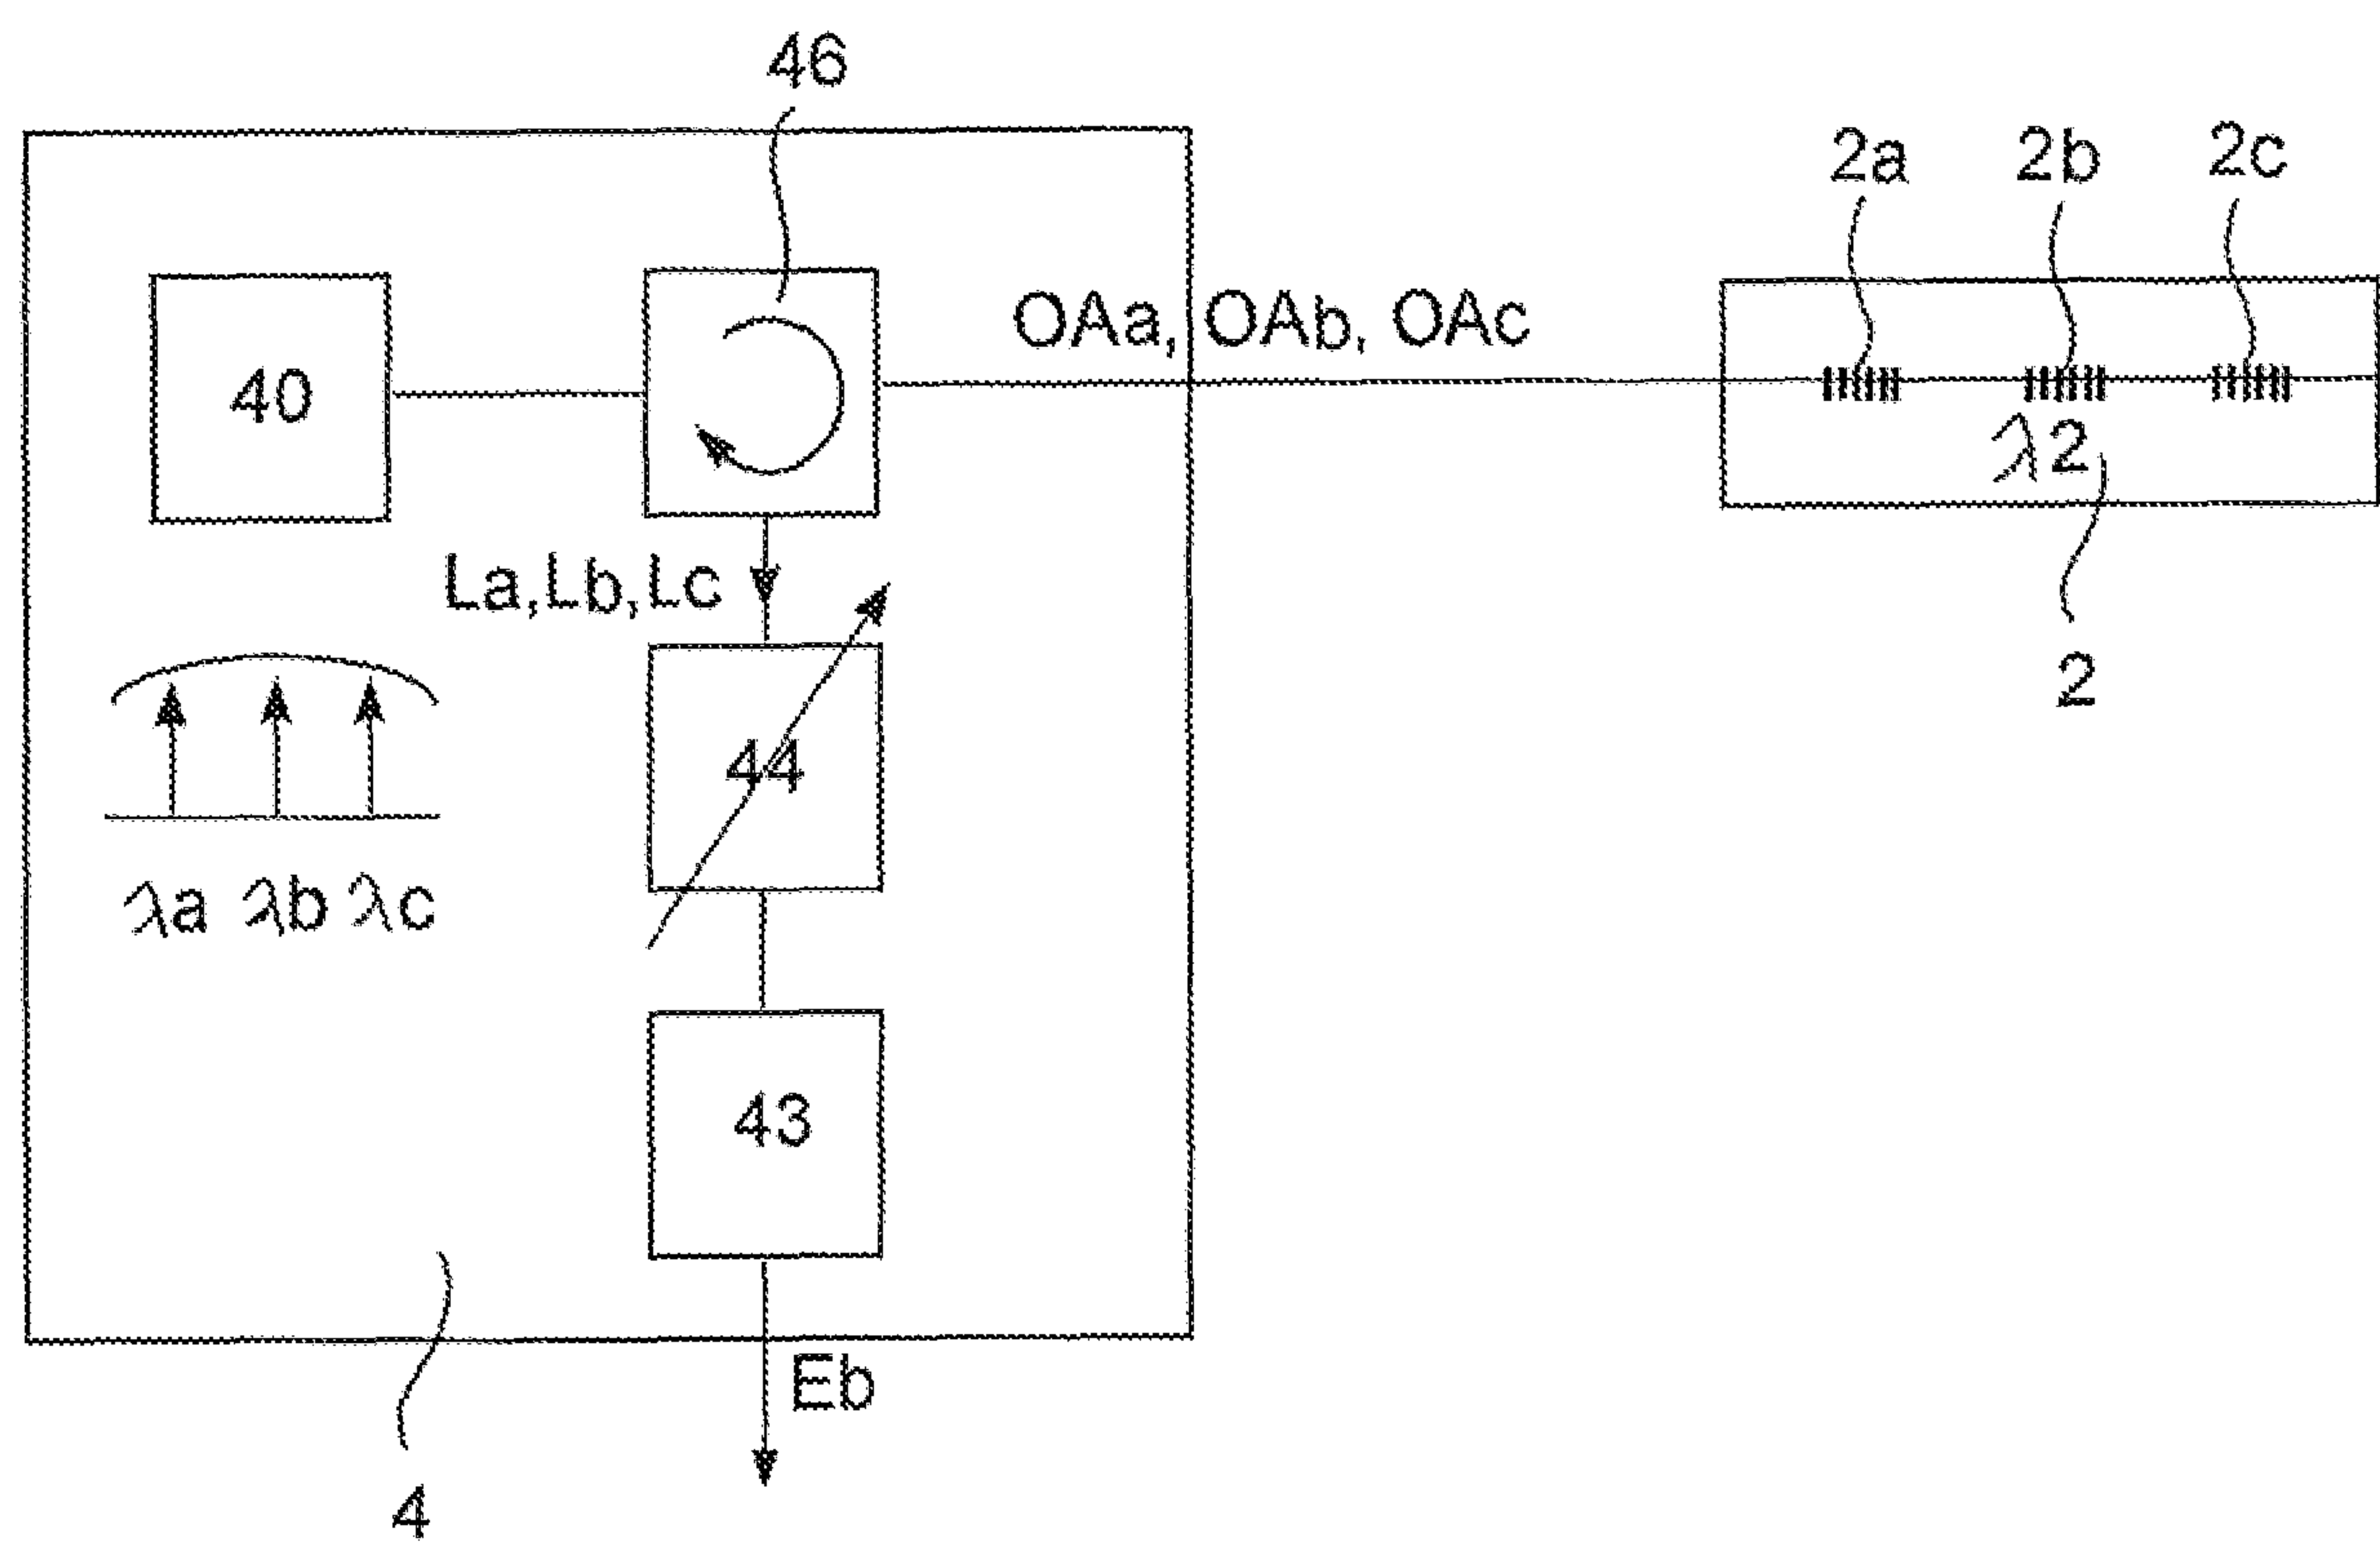 46
2a 2b 2c
OAa, OAb, OAc
40
λ2
La,Lb,Lc
2
44
λa λb λc
43
Eb
4